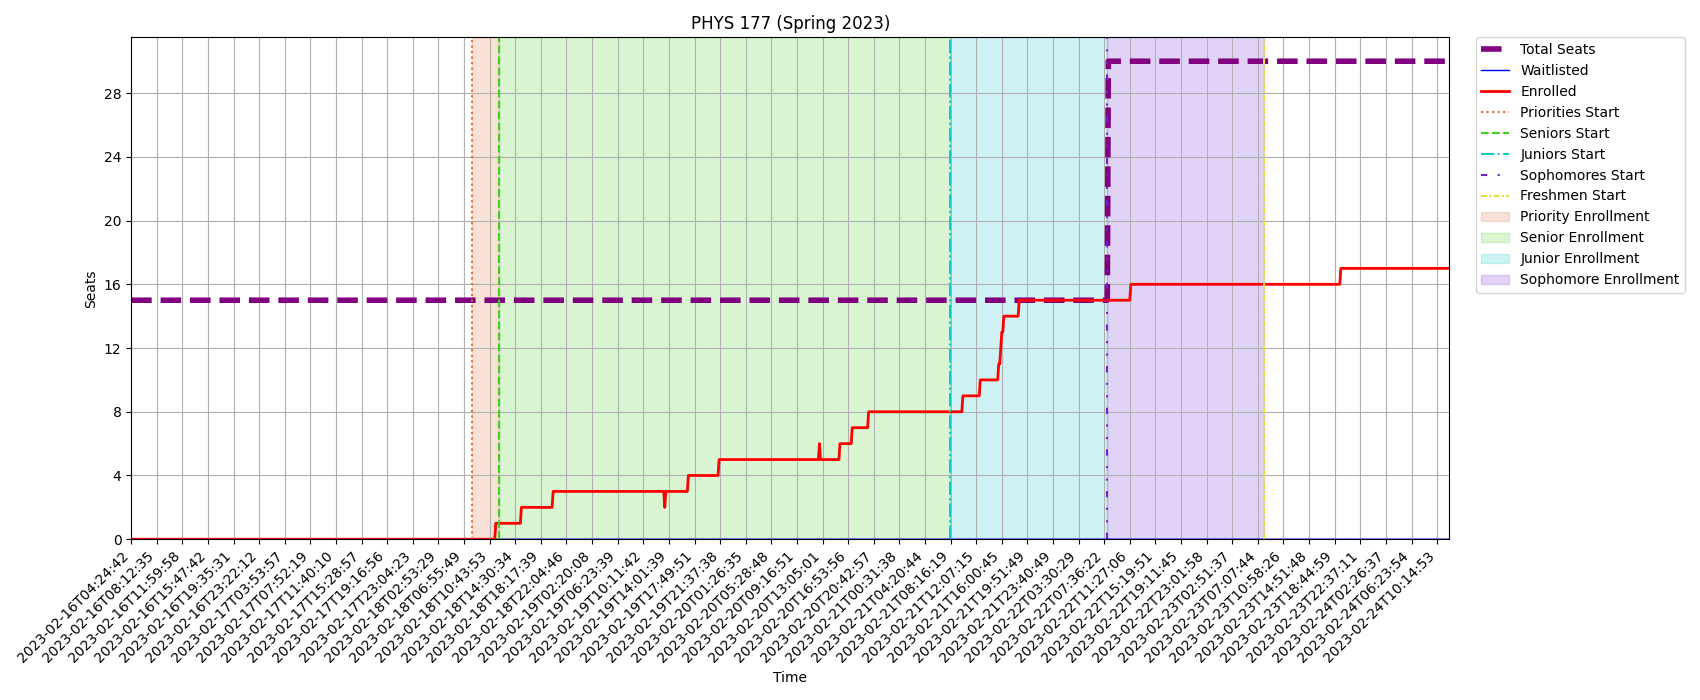 PHYS 177 (Spring 2023)
Seats
28
24
20
16
12
8
4
0
2023-02-16T04:24:42
2023-02-16T08:12:35
2023-02-16T11:59:58
2023-02-16T15:47:42
2023-02-16T19:35:31
2023-02-16T23:22:12
2023-02-17T03:53:57
2023-02-17T07:52:19
2023-02-17T11:40:10
2023-02-17T15:28:57
2023-02-17T19:16:56
2023-02-17T23:04:23
2023-02-18T02:53:29
2023-02-18T06:55:49
2023-02-18T10:43:53
2023-02-18T14:30:34
2023-02-18T18:17:39
2023-02-18T22:04:46
2023-02-19T02:20:08
2023-02-19T06:23:39
2023-02-19T10:11:42
2023-02-19T14:01:39
2023-02-19T17:49:51
2023-02-19T21:37:38
2023-02-20T01:26:35
2023-02-20T05:28:48
2023-02-20T09:16:51
2023-02-20T13:05:01
2023-02-20T16:53:56
2023-02-20T20:42:57
2023-02-21T00:31:38
2023-02-21T04:20:44
2023-02-21T08:16:19
2023-02-21T12:07:15
2023-02-21T16:00:45
2023-02-21T19:51:49
2023-02-21T23:40:49
2023-02-22T03:30:29
2023-02-22T07:36:22
2023-02-22T11:27:06
2023-02-22T15:19:51
2023-02-22T19:11:45
2023-02-22T23:01:58
2023-02-23T02:51:37
2023-02-23T07:07:44
2023-02-23T10:58:26
2023-02-23T14:51:48
2023-02-23T18:44:59
2023-02-23T22:37:11
2023-02-24T02:26:37
2023-02-24T06:23:54
2023-02-24T10:14:53
Time
Total Seats
Waitlisted
Enrolled
Priorities Start
Seniors Start
Juniors Start
Sophomores Start
Freshmen Start
Priority Enrollment
Senior Enrollment
Junior Enrollment
Sophomore Enrollment